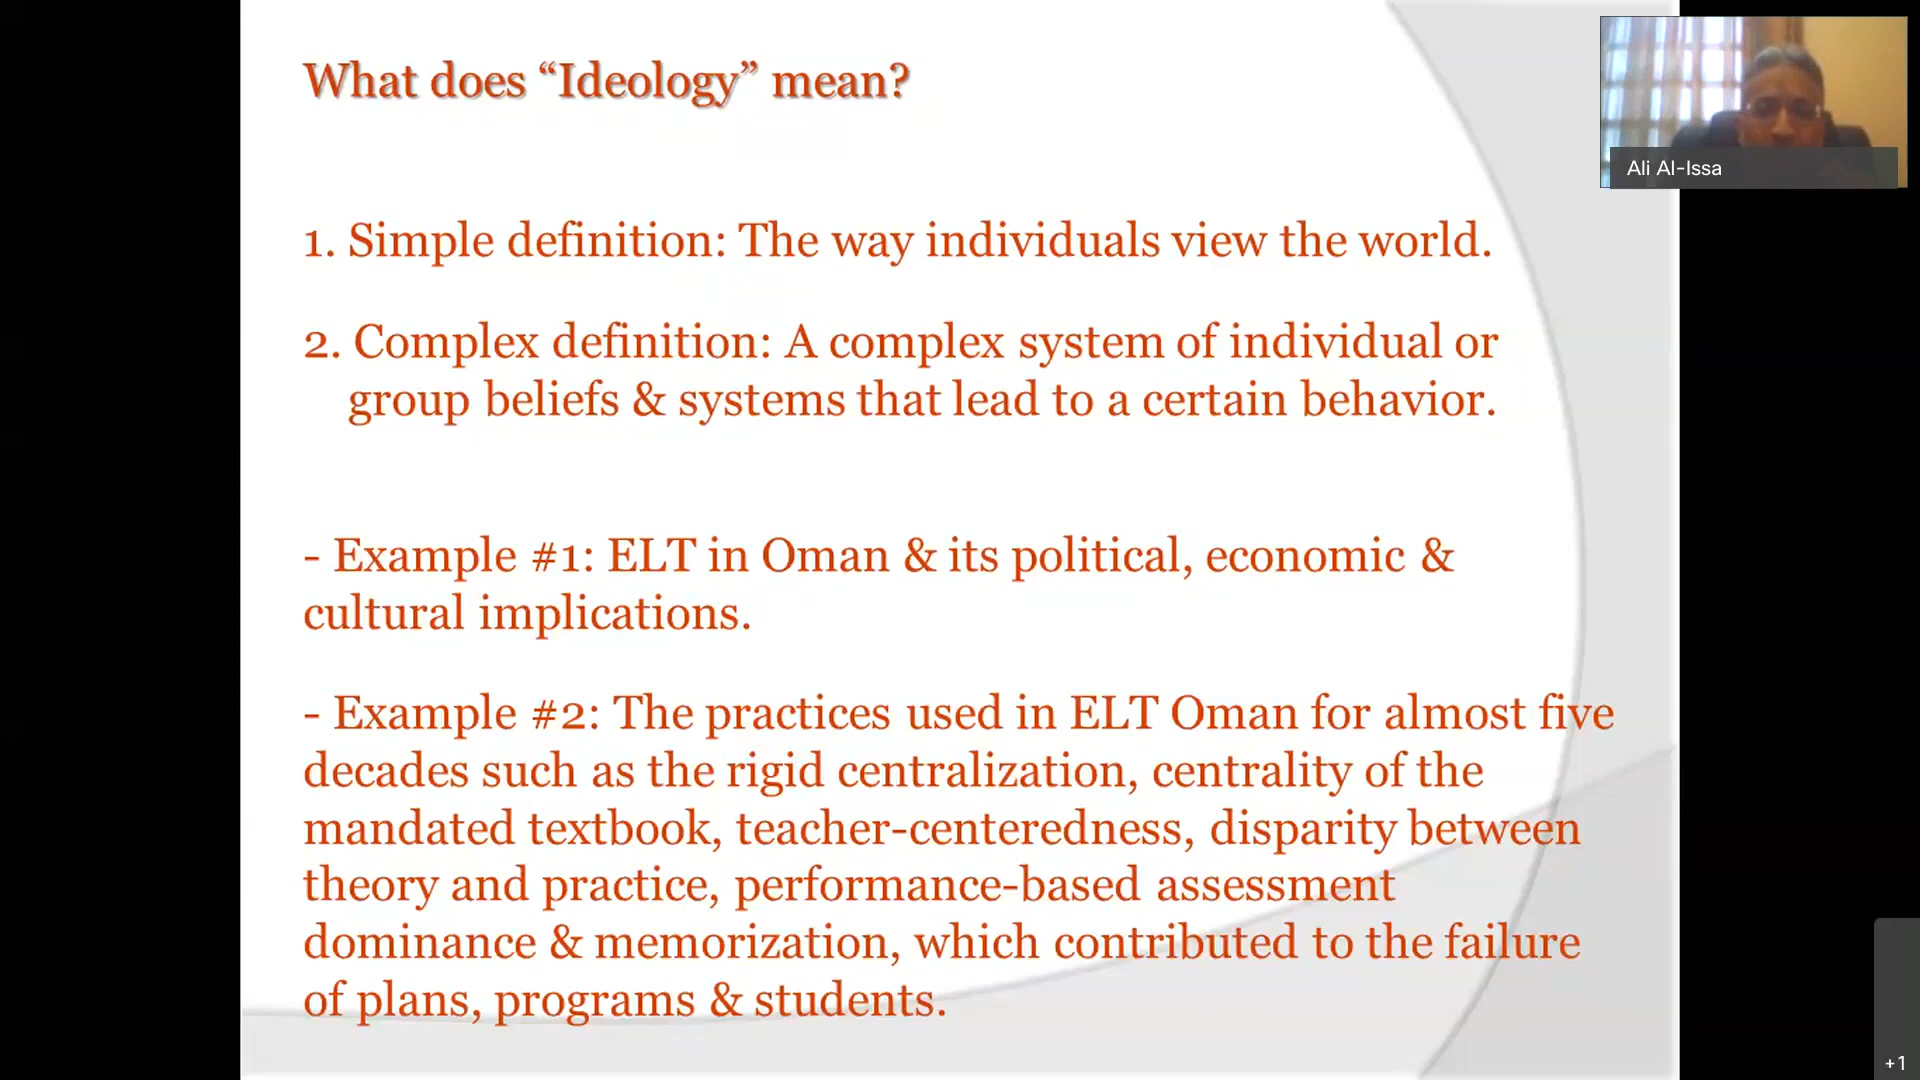 What does “Ideology” mean?
Ali Al-Issa
1. Simple definition: The way individuals view the world.
2. Complex definition: A complex system of individual or
group beliefs & systems that lead to a certain behavior.
- Example #1: ELT in Oman & its political, economic &
cultural implications.
- Example #2: The practices used in ELT Oman for almost five
decades such as the rigid centralization, centrality of the
mandated textbook, teacher-centeredness, disparity between
theory and practice, performance-based assessment
dominance & memorization, which contributed to the failure
of plans, programs & students.
+1